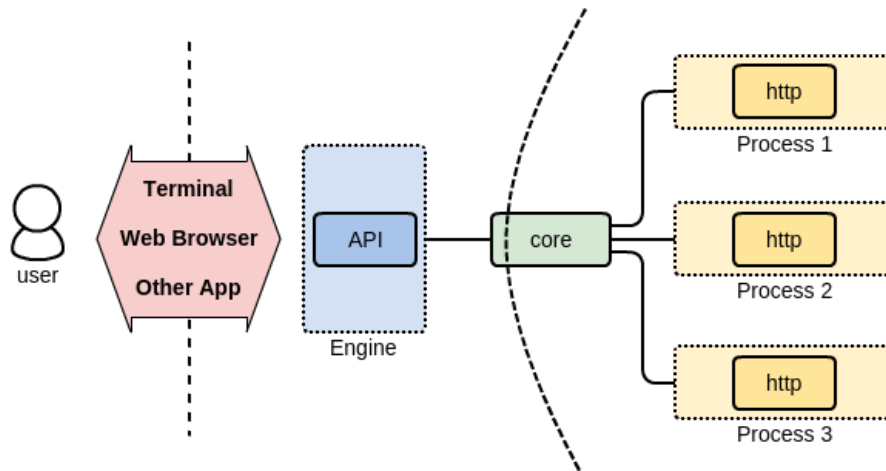 user
Terminal
Web Browser
Other App
API
Engine
core
http
Process 1
http
Process 2
http
Process 3